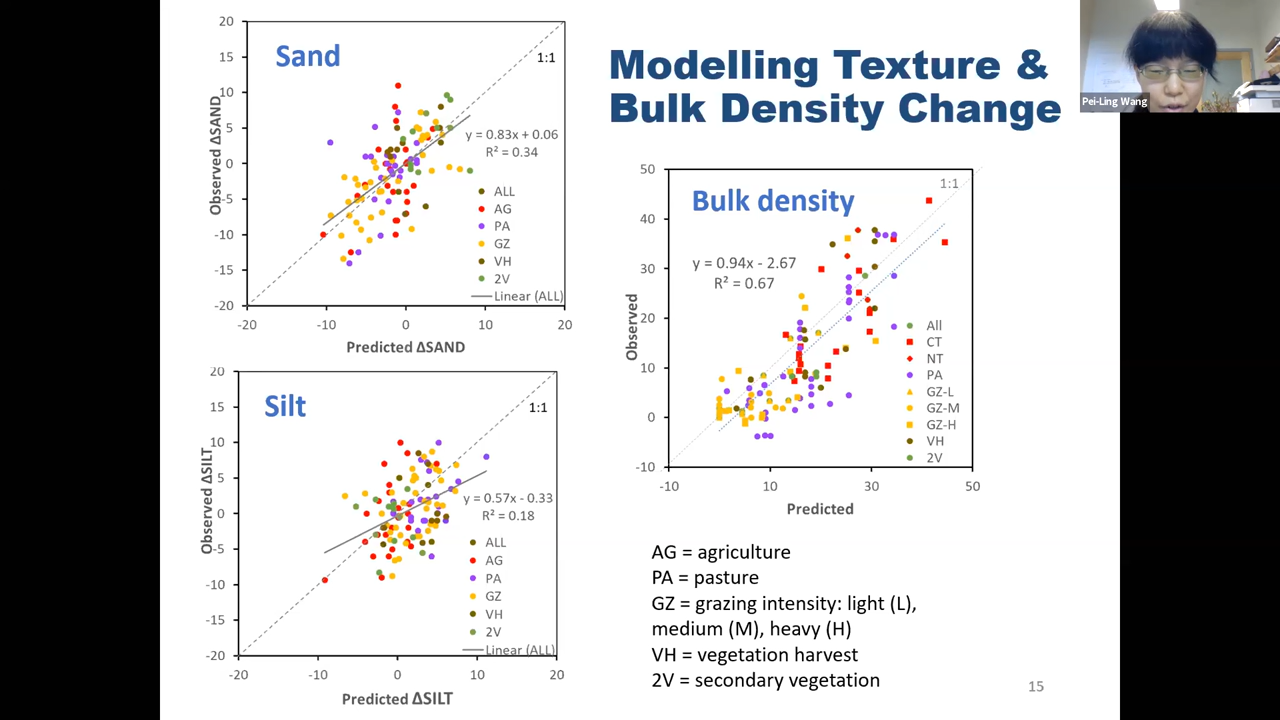 Modelling Texture &
Bulk Density Change
Pei-Ling Wang
Sand
1:1
y = 0.83x + 0.06
R² = 0.34
20
15
10
5
0
-5
-10
-15
-20
Observed ΔSAND
ALL
AG
PA
GZ
VH
2V
Linear (ALL)
-20 -10 0 10 20
Predicted ΔSAND
Silt
1:1
y = 0.57x - 0.33
R² = 0.18
20
15
10
5
0
-5
-10
-15
-20
Observed ΔSILT
ALL
AG
PA
GZ
VH
2V
Linear (ALL)
-20 -10 0 10 20
Predicted ΔSILT
Bulk density
1:1
y = 0.94x - 2.67
R² = 0.67
50
40
30
20
10
0
-10
Observed
All
CT
NT
PA
GZ-L
GZ-M
GZ-H
VH
2V
-10 10 30 50
Predicted
AG = agriculture
PA = pasture
GZ = grazing intensity: light (L),
medium (M), heavy (H)
VH = vegetation harvest
2V = secondary vegetation
15